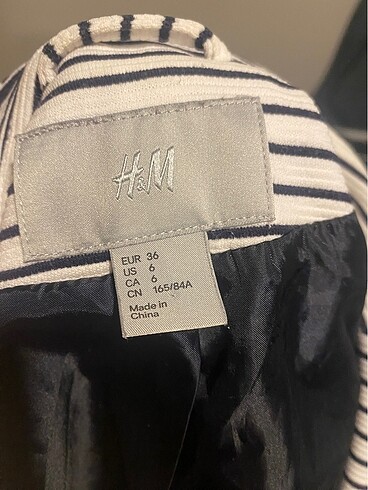 H&M
EUR 36
US 6
CA 6
CN 165/84A
Made in
China